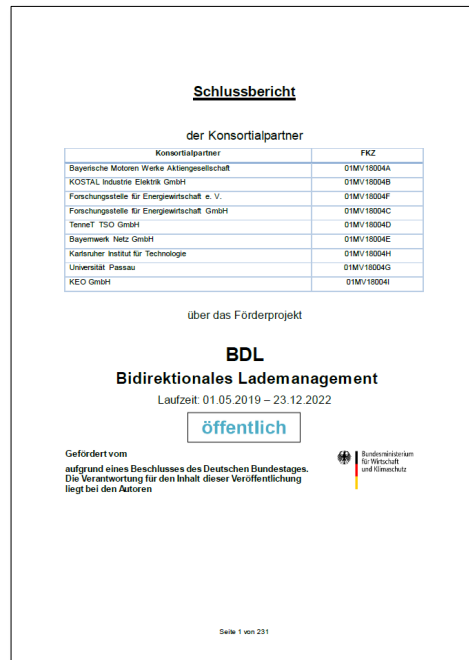 Schlussbericht
der Konsortialpartner
Konsortialpartner FKZ
Bayerische Motoren Werke Aktiengesellschaft 01MV18004A
KOSTAL Industrie Elektrik GmbH 01MV18004B
Forschungsstelle für Energiewirtschaft e. V. 01MV18004F
Forschungsstelle für Energiewirtschaft GmbH 01MV18004C
TenneT TSO GmbH 01MV18004D
Bayernwerk Netz GmbH 01MV18004E
Karlsruher Institut für Technologie 01MV18004H
Universität Passau 01MV18004G
KEO GmbH 01MV18004I
über das Förderprojekt
BDL
Bidirektionales Lademanagement
Laufzeit: 01.05.2019 – 23.12.2022
öffentlich
Gefördert vom
aufgrund eines Beschlusses des Deutschen Bundestages.
Die Verantwortung für den Inhalt dieser Veröffentlichung
liegt bei den Autoren
Bundesministerium
für Wirtschaft
und Klimaschutz
Seite 1 von 231